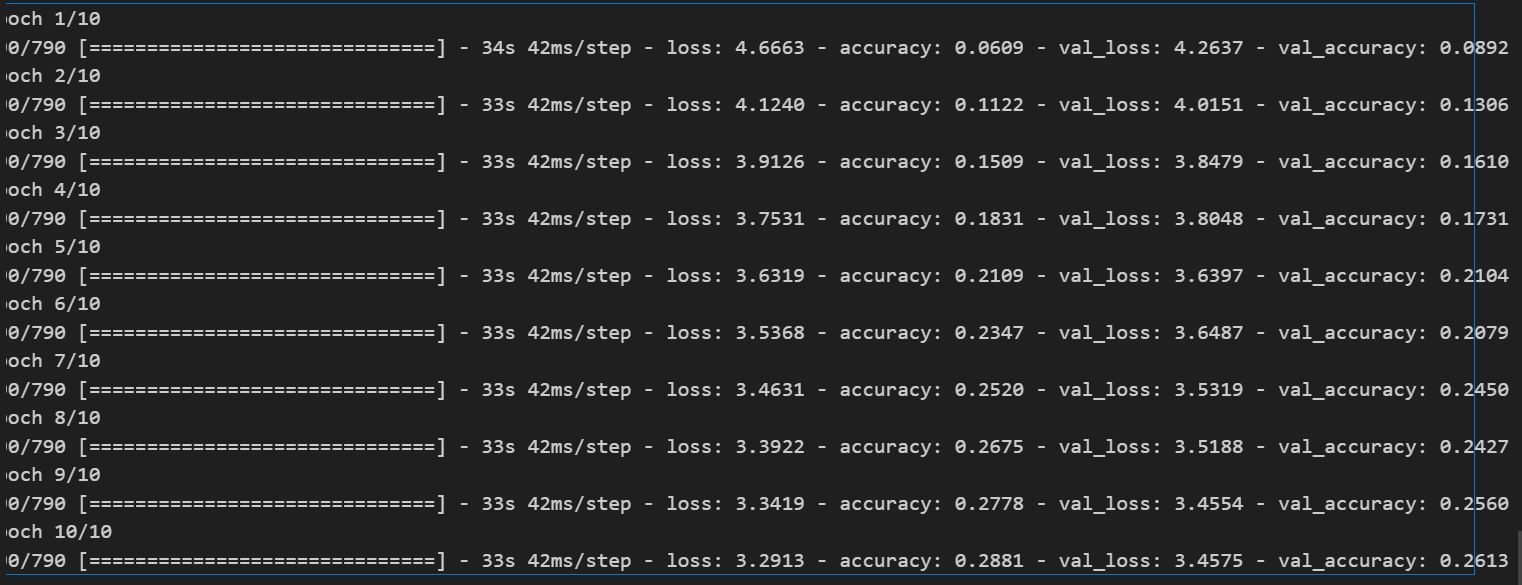 och 1/10
0/790 [==============================] - 34s 42ms/step - loss: 4.6663 - accuracy: 0.0609 - val_loss: 4.2637 - val_accuracy: 0.0892
och 2/10
0/790 [==============================] - 33s 42ms/step - loss: 4.1240 - accuracy: 0.1122 - val_loss: 4.0151 - val_accuracy: 0.1306
och 3/10
0/790 [==============================] - 33s 42ms/step - loss: 3.9126 - accuracy: 0.1509 - val_loss: 3.8479 - val_accuracy: 0.1610
och 4/10
0/790 [==============================] - 33s 42ms/step - loss: 3.7531 - accuracy: 0.1831 - val_loss: 3.8048 - val_accuracy: 0.1731
och 5/10
0/790 [==============================] - 33s 42ms/step - loss: 3.6319 - accuracy: 0.2109 - val_loss: 3.6397 - val_accuracy: 0.2104
och 6/10
0/790 [==============================] - 33s 42ms/step - loss: 3.5368 - accuracy: 0.2347 - val_loss: 3.6487 - val_accuracy: 0.2079
och 7/10
0/790 [==============================] - 33s 42ms/step - loss: 3.4631 - accuracy: 0.2520 - val_loss: 3.5319 - val_accuracy: 0.2450
och 8/10
0/790 [==============================] - 33s 42ms/step - loss: 3.3922 - accuracy: 0.2675 - val_loss: 3.5188 - val_accuracy: 0.2427
och 9/10
0/790 [==============================] - 33s 42ms/step - loss: 3.3419 - accuracy: 0.2778 - val_loss: 3.4554 - val_accuracy: 0.2560
och 10/10
0/790 [==============================] - 33s 42ms/step - loss: 3.2913 - accuracy: 0.2881 - val_loss: 3.4575 - val_accuracy: 0.2613